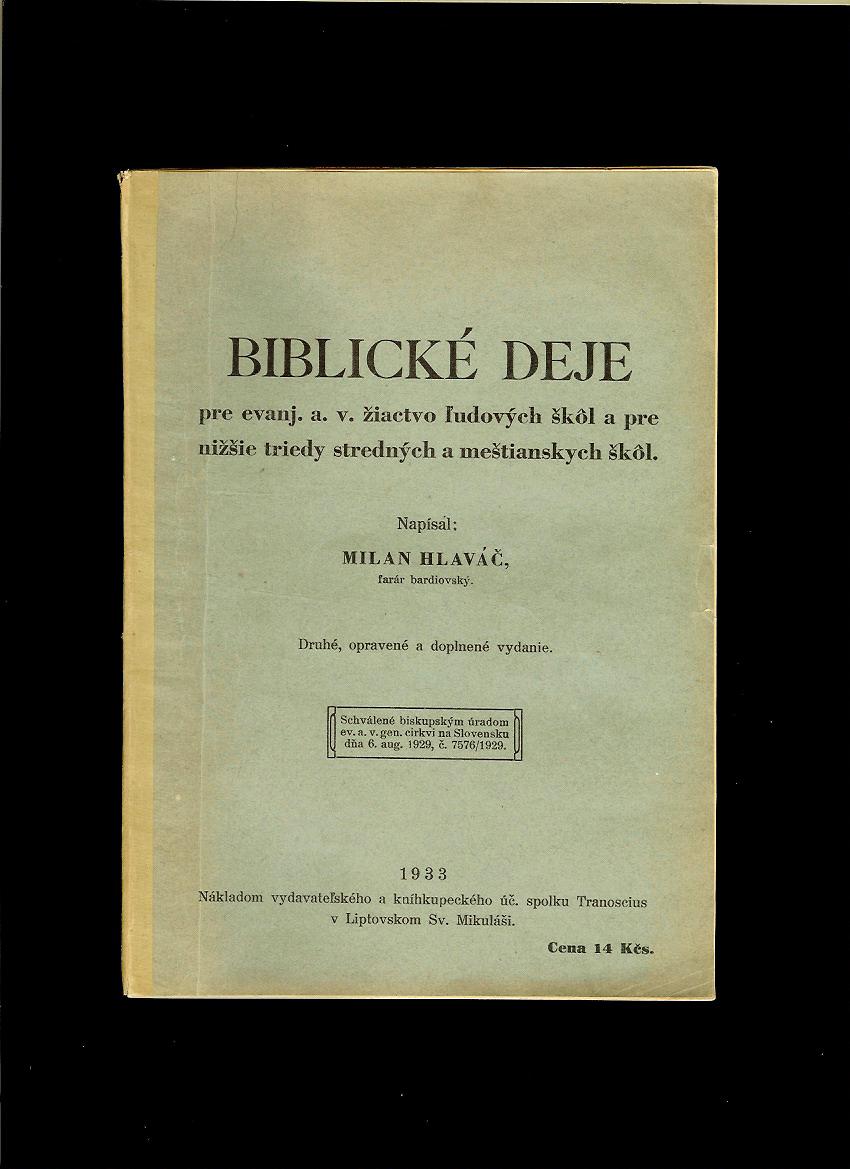 BIBLICKÉ DEJE
pre evanj. a. v. žiactvo ľudových škôl a pre
nižšie triedy stredných a meštianskych škôl.
Napísal:
MILAN HLAVÁČ,
farár bardiovský.
Druhé, opravené a doplnené vydanie.
Schválené biskupským úradom
ev. a. v. gen. cirkvi na Slovensku
dňa 6. aug. 1929, č. 7576/1929.
1933
Nákladom vydavateľského a kníhkupeckého úč. spolku Tranoscius
v Liptovskom Sv. Mikuláši.
Cena 14 Kčs.